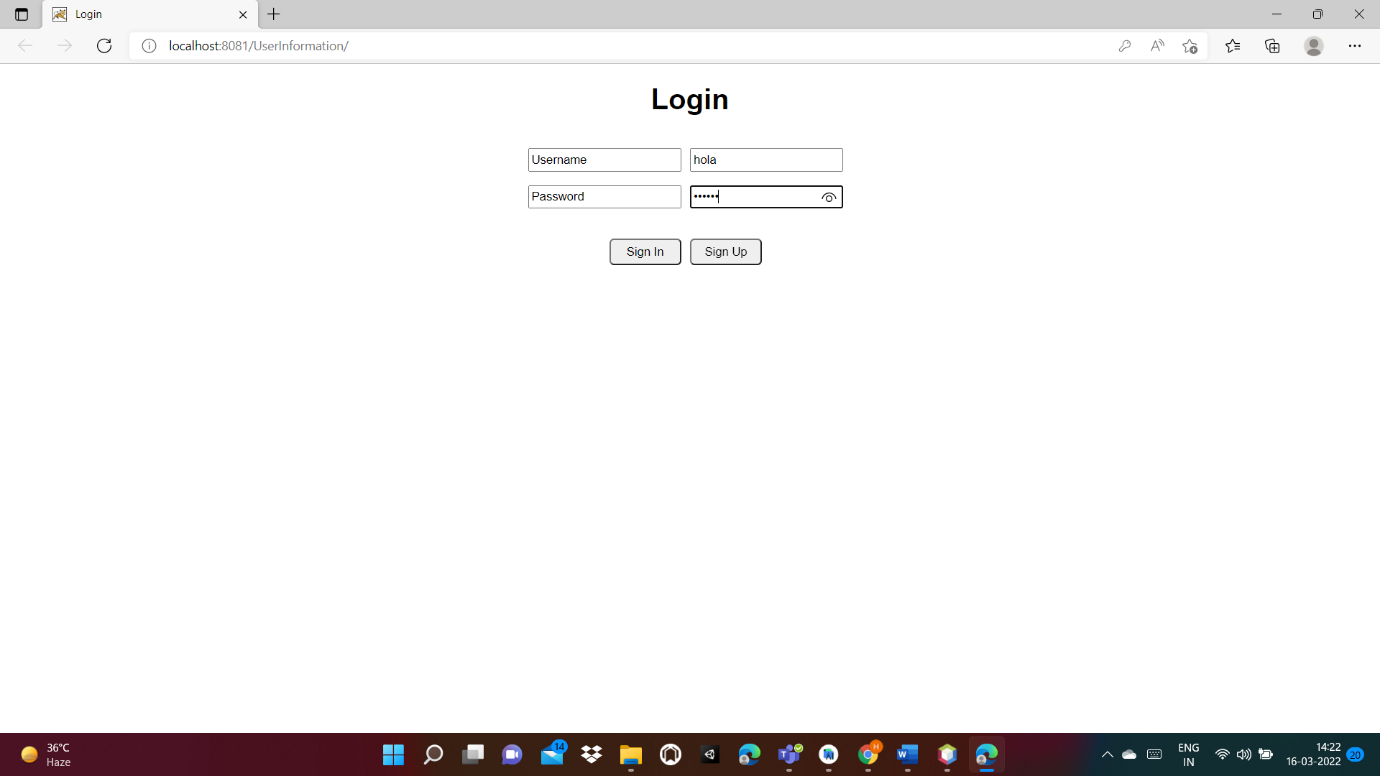 Login
localhost:8081/UserInformation/
Login
Username hola
Password ••••••
Sign In Sign Up
36°C
Haze
14
H
ENG
IN
14:22
16-03-2022
20